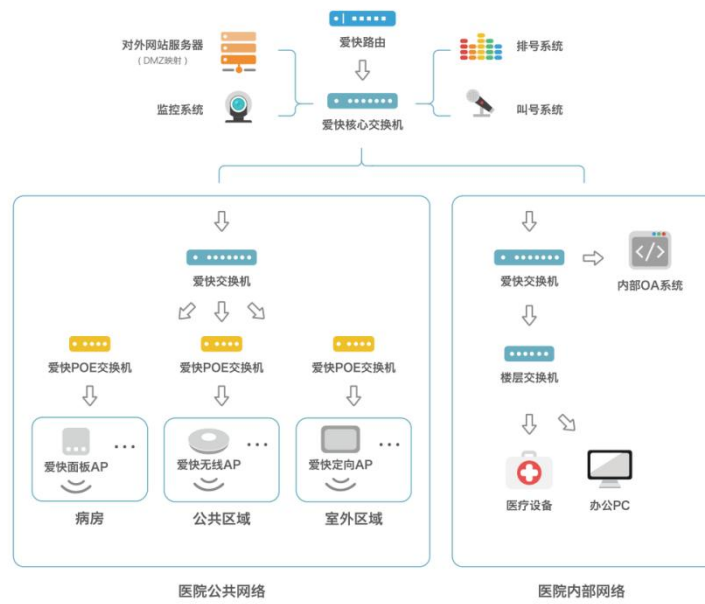 爱快路由
对外网站服务器
（DMZ映射）
排号系统
监控系统
爱快核心交换机
叫号系统
爱快交换机
爱快交换机
内部OA系统
爱快POE交换机
爱快POE交换机
爱快POE交换机
楼层交换机
爱快面板AP
爱快无线AP
爱快定向AP
病房
公共区域
室外区域
医疗设备
办公PC
医院公共网络
医院内部网络